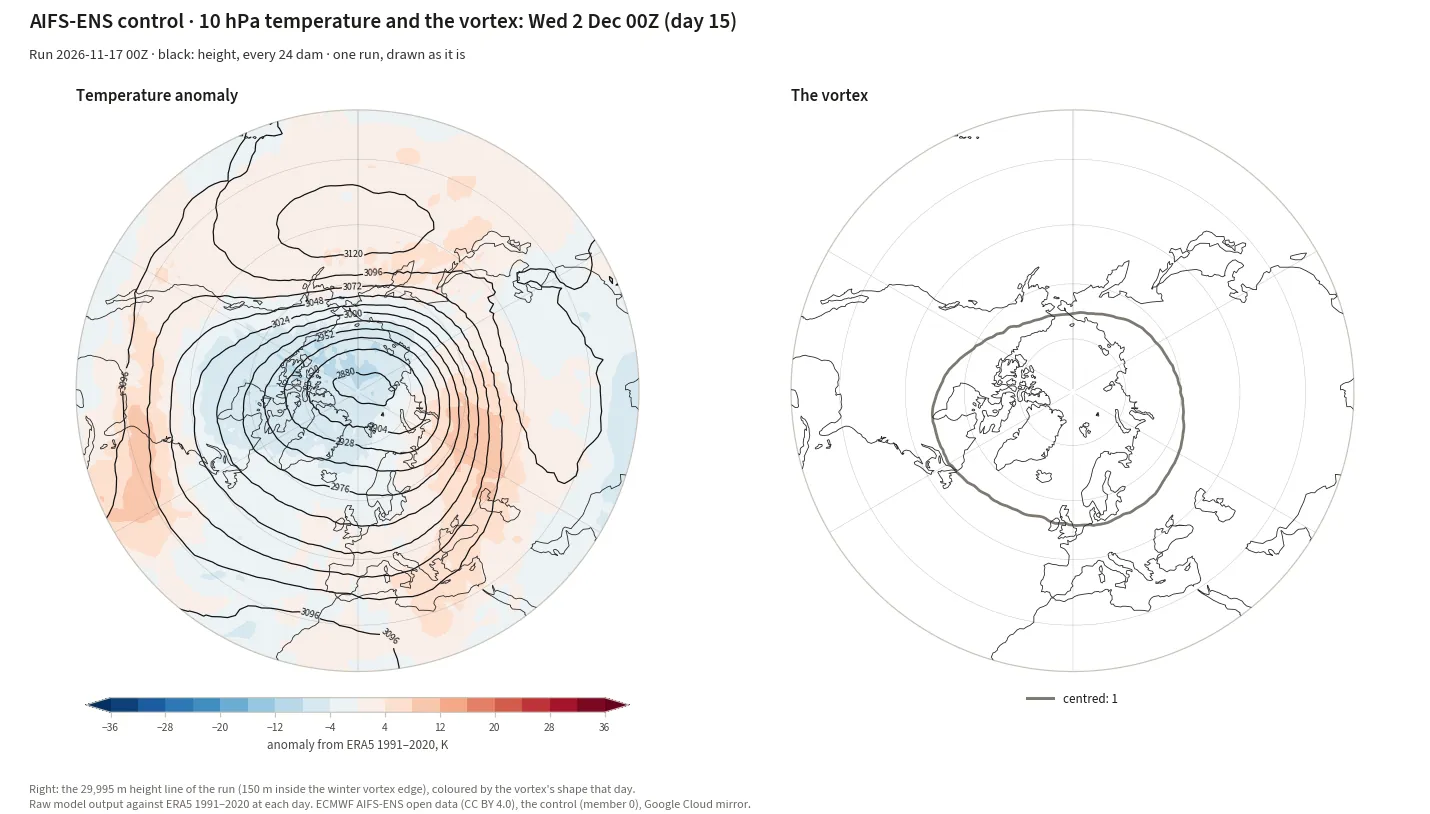 AIFS-ENS control · 10 hPa temperature and the vortex: Wed 2 Dec 00Z (day 15)
Run 2026-11-17 00Z · black: height, every 24 dam · one run, drawn as it is
Temperature anomaly
The vortex
3120
3096
3072
3048
3000
3024
2952
2880
3096
2904
2928
2976
3096
3096
−36 −28 −20 −12 −4 4 12 20 28 36
anomaly from ERA5 1991–2020, K
centred: 1
Right: the 29,995 m height line of the run (150 m inside the winter vortex edge), coloured by the vortex's shape that day.
Raw model output against ERA5 1991–2020 at each day. ECMWF AIFS-ENS open data (CC BY 4.0), the control (member 0), Google Cloud mirror.